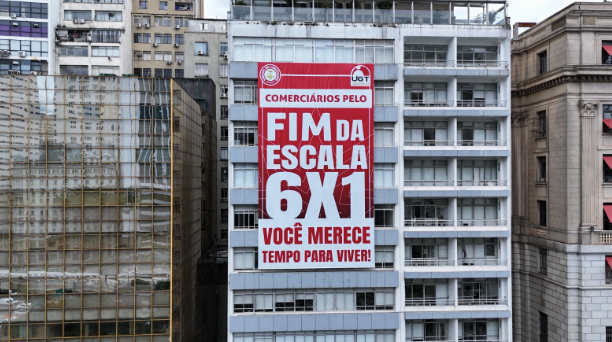 UGT
COMERCIÁRIOS PELO
FIM DA
ESCALA
6X1
VOCÊ MERECE
TEMPO PARA VIVER!